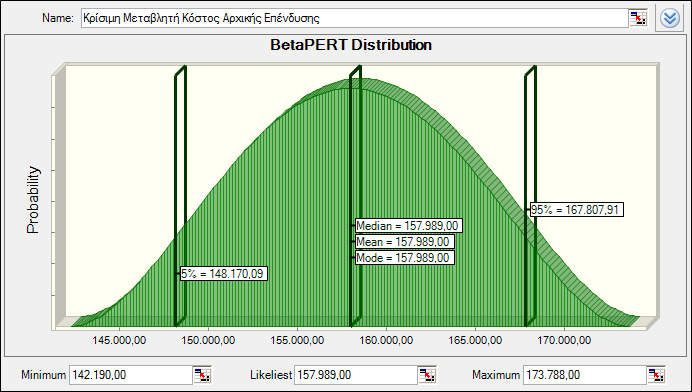 Name: Κρίσιμη Μεταβλητή Κόστος Αρχικής Επένδυσης
BetaPERT Distribution
Probability
95% = 167.807,91
Median = 157.989,00
Mean = 157.989,00
Mode = 157.989,00
5% = 148.170,09
145.000,00 150.000,00 155.000,00 160.000,00 165.000,00 170.000,00
Minimum 142.190,00 Likeliest 157.989,00 Maximum 173.788,00